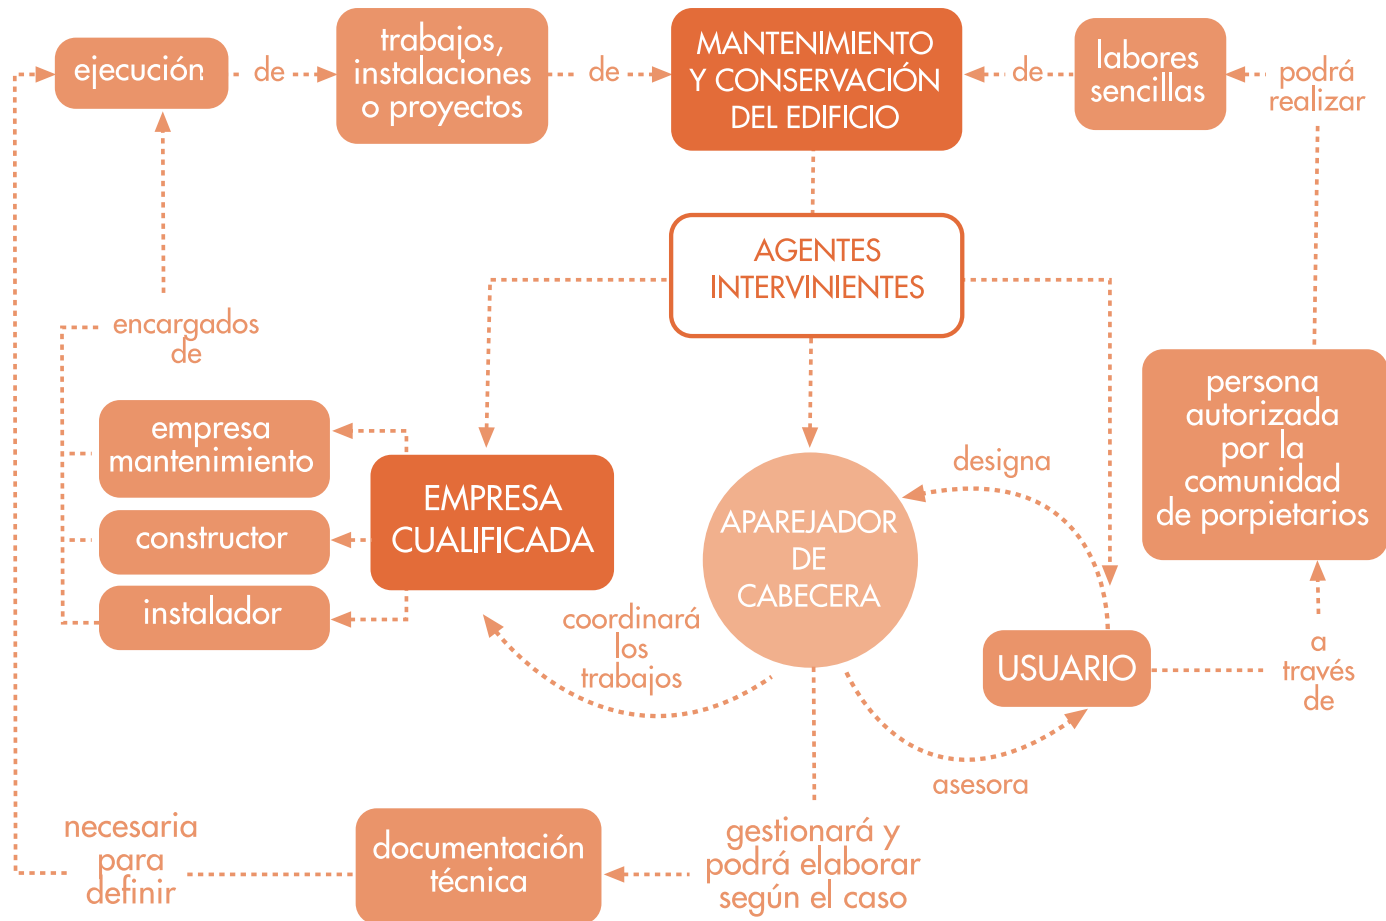 ejecución
de
trabajos,
instalaciones
o proyectos
de
MANTENIMIENTO
Y CONSERVACIÓN
DEL EDIFICIO
de
labores
sencillas
podrá
realizar
AGENTES
INTERVINIENTES
encargados
de
persona
autorizada
por la
comunidad
de porpietarios
empresa
mantenimiento
constructor
instalador
EMPRESA
CUALIFICADA
designa
APAREJADOR
DE
CABECERA
coordinará
los
trabajos
USUARIO
a
través
de
asesora
necesaria
para
definir
documentación
técnica
gestionará y
podrá elaborar
según el caso